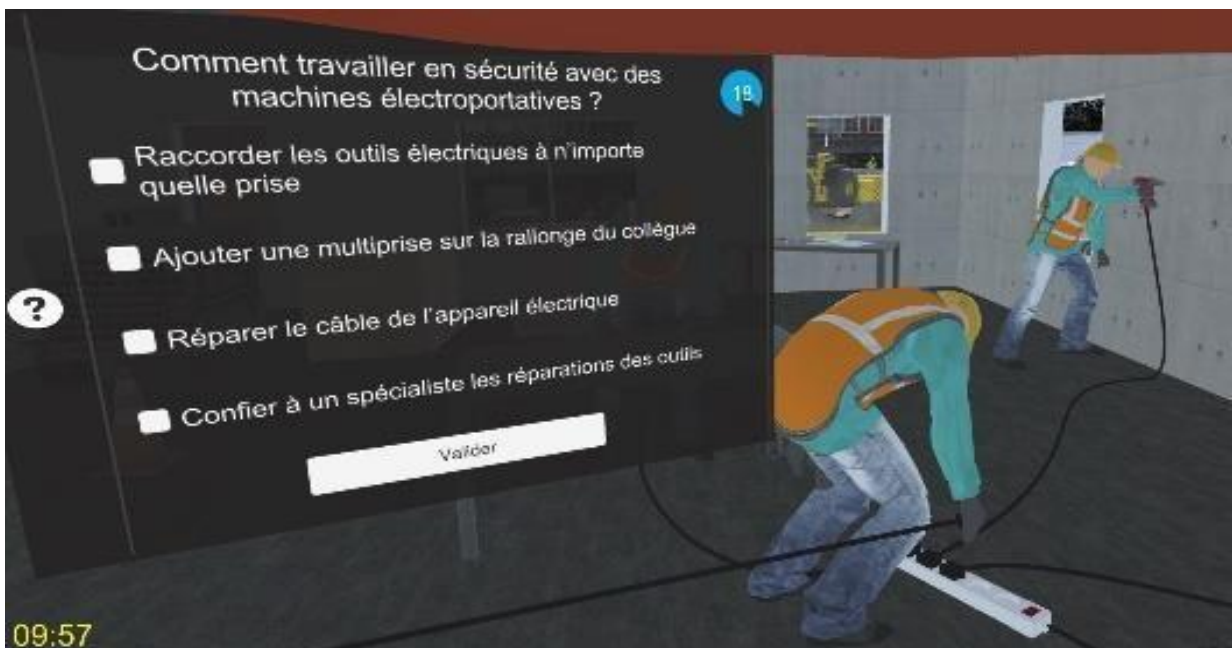 Comment travailler en sécurité avec des
machines électroportatives ?
18
Raccorder les outils électriques à n'importe
quelle prise
Ajouter une multiprise sur la rallonge du collègue
?
Réparer le câble de l'appareil électrique
Confier à un spécialiste les réparations des outils
Valider
09:57